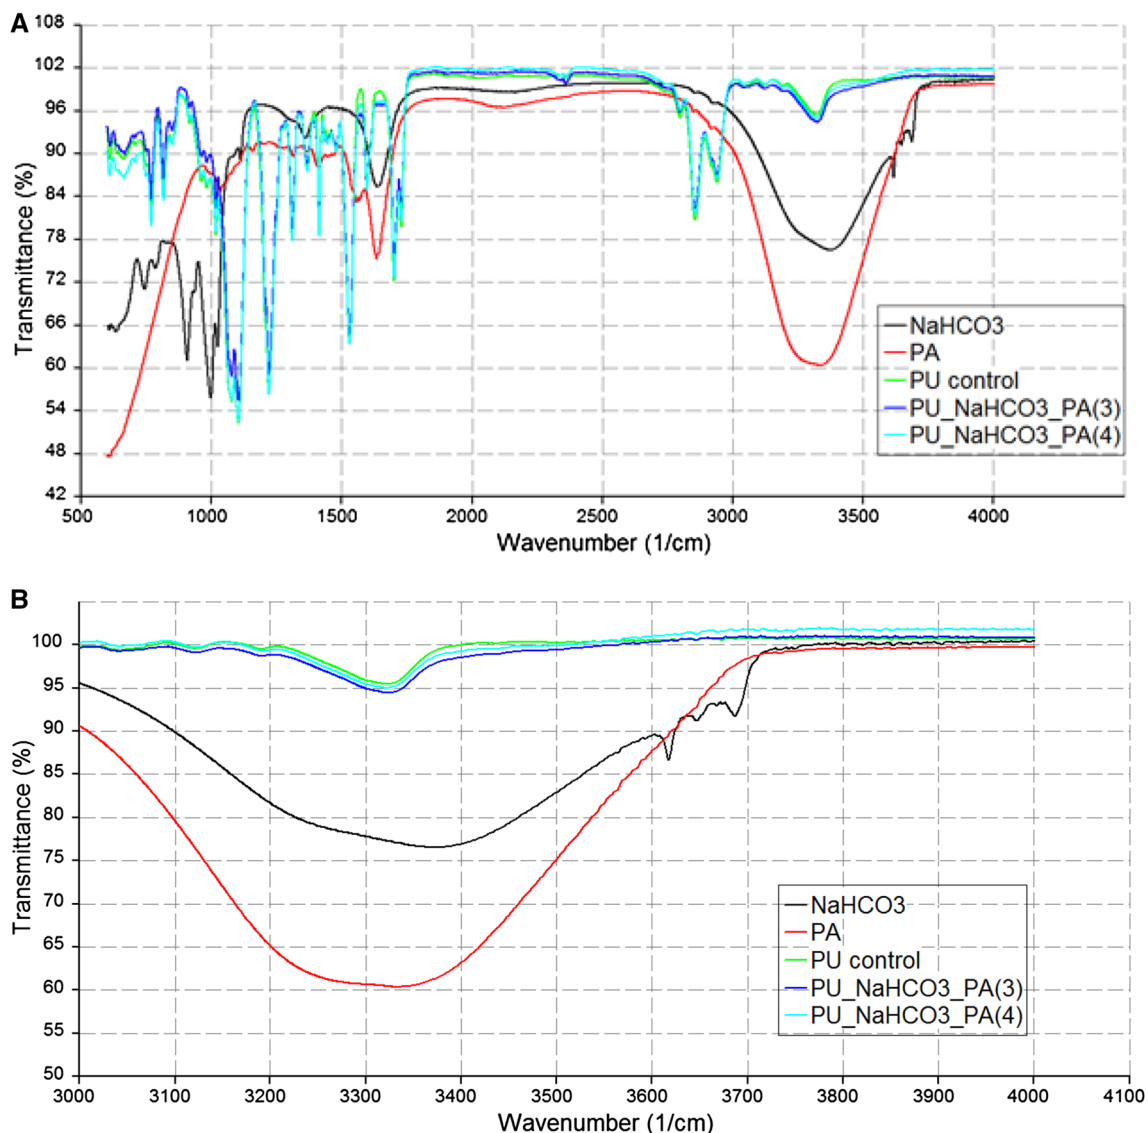 A
108
102
96
90
84
78
72
66
60
54
48
42
Transmittance (%)
NaHCO3
PA
PU control
PU_NaHCO3_PA(3)
PU_NaHCO3_PA(4)
500 1000 1500 2000 2500 3000 3500 4000
Wavenumber (1/cm)
B
100
95
90
85
80
75
70
65
60
55
50
Transmittance (%)
NaHCO3
PA
PU control
PU_NaHCO3_PA(3)
PU_NaHCO3_PA(4)
3000 3100 3200 3300 3400 3500 3600 3700 3800 3900 4000 4100
Wavenumber (1/cm)